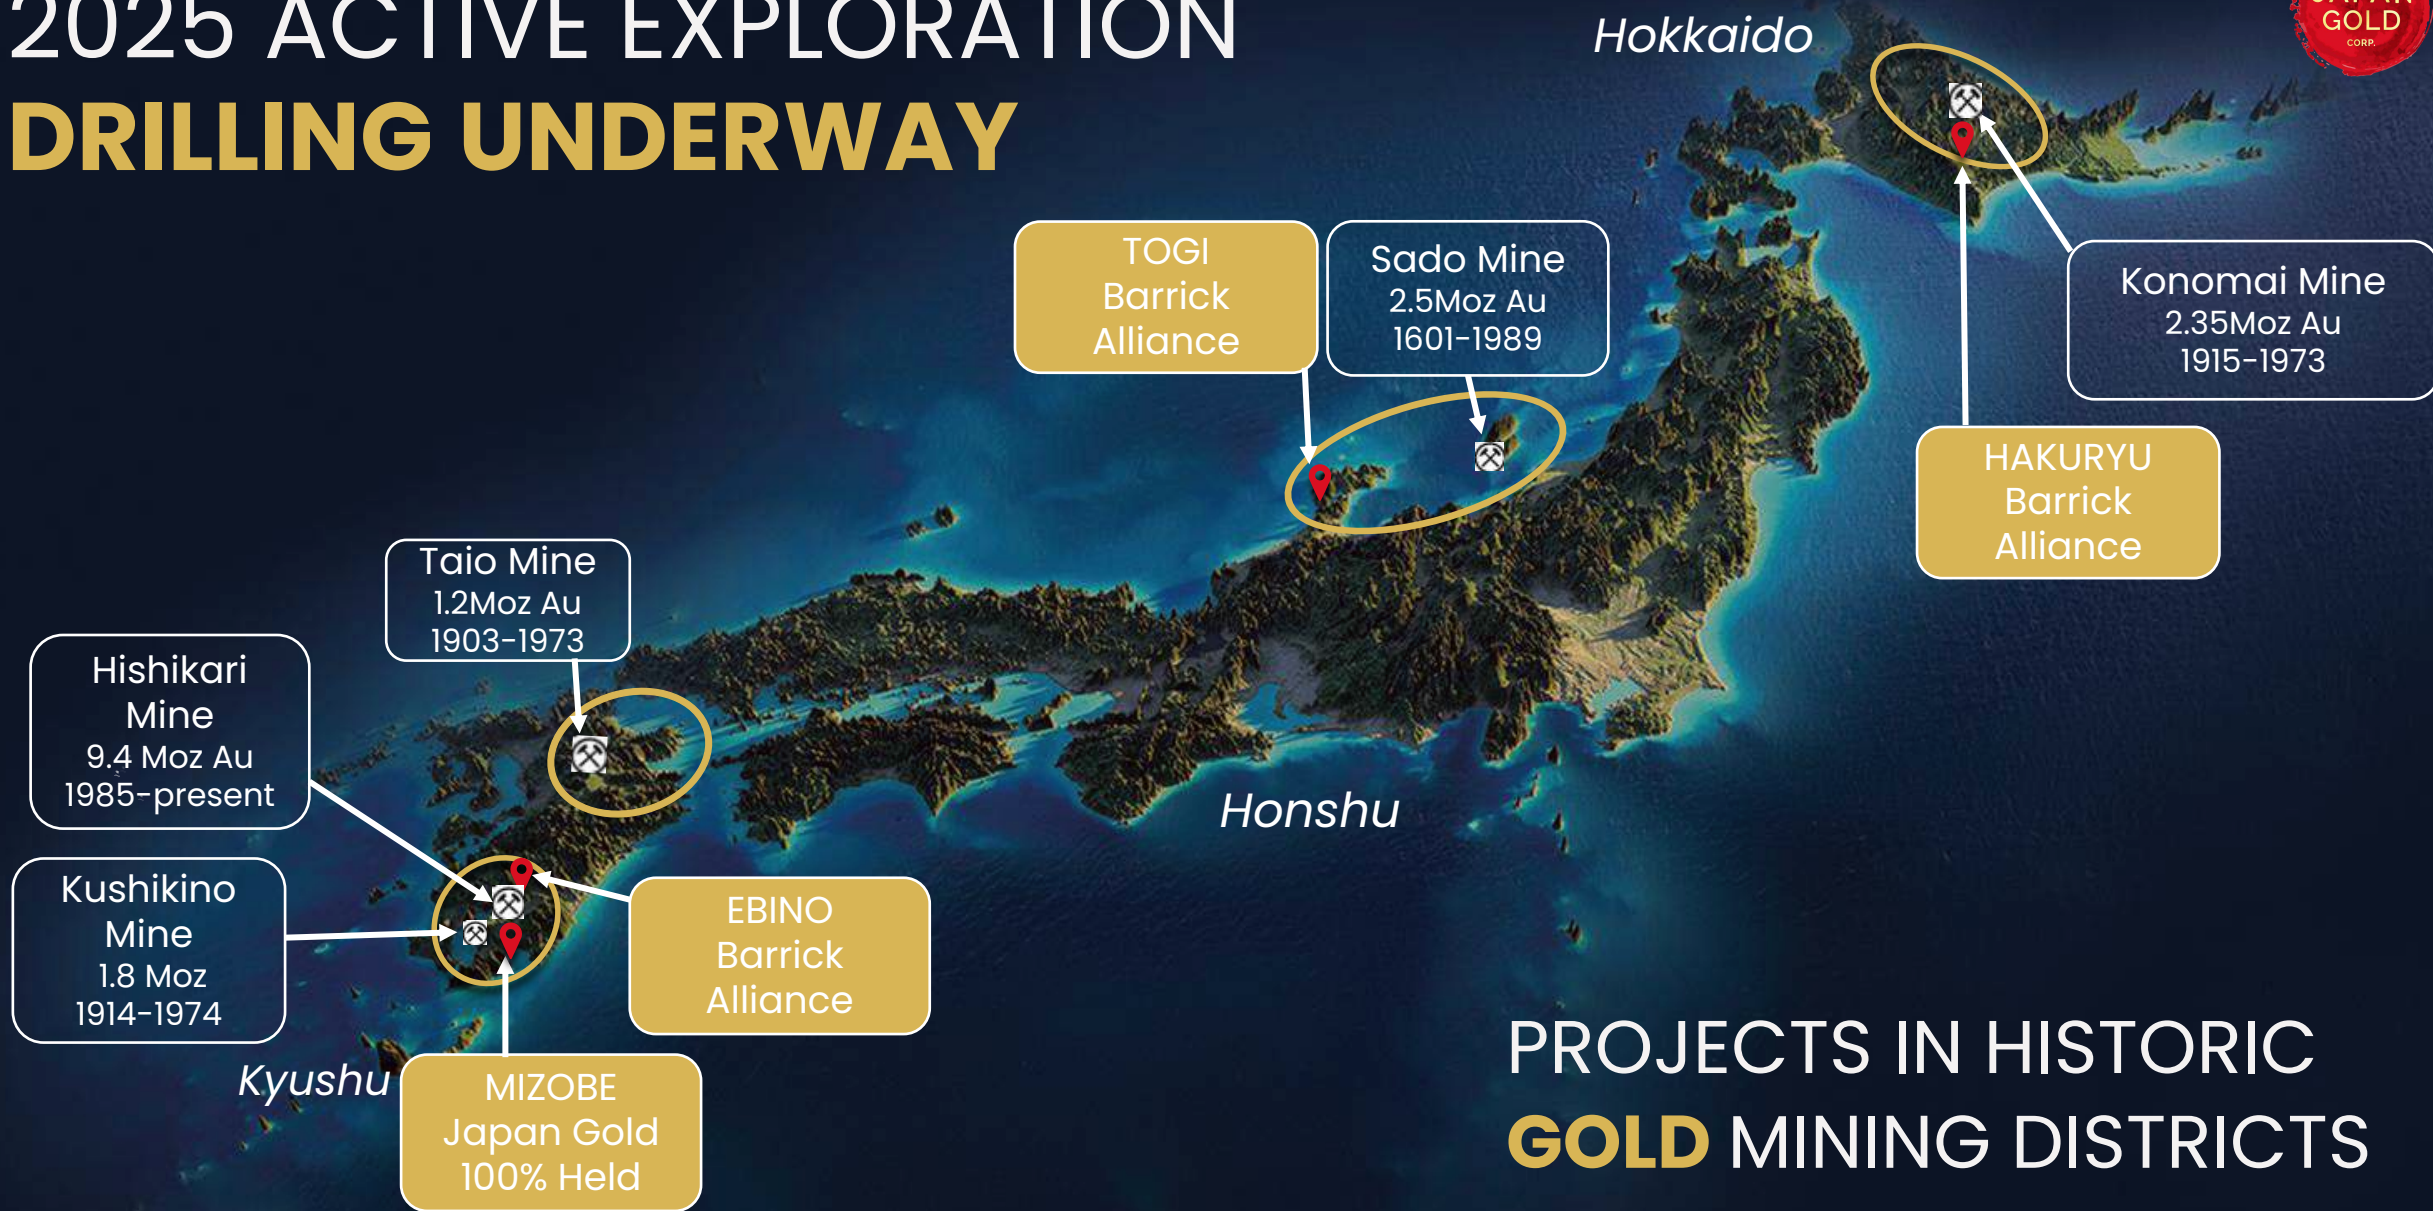 2025 ACTIVE EXPLORATION
DRILLING UNDERWAY
Hokkaido
JAPAN
GOLD
CORP.
TOGI
Barrick
Alliance
Sado Mine
2.5Moz Au
1601-1989
Konomai Mine
2.35Moz Au
1915-1973
HAKURYU
Barrick
Alliance
Taio Mine
1.2Moz Au
1903-1973
Hishikari
Mine
9.4 Moz Au
1985-present
Honshu
Kushikino
Mine
1.8 Moz
1914-1974
EBINO
Barrick
Alliance
Kyushu
MIZOBE
Japan Gold
100% Held
PROJECTS IN HISTORIC
GOLD MINING DISTRICTS